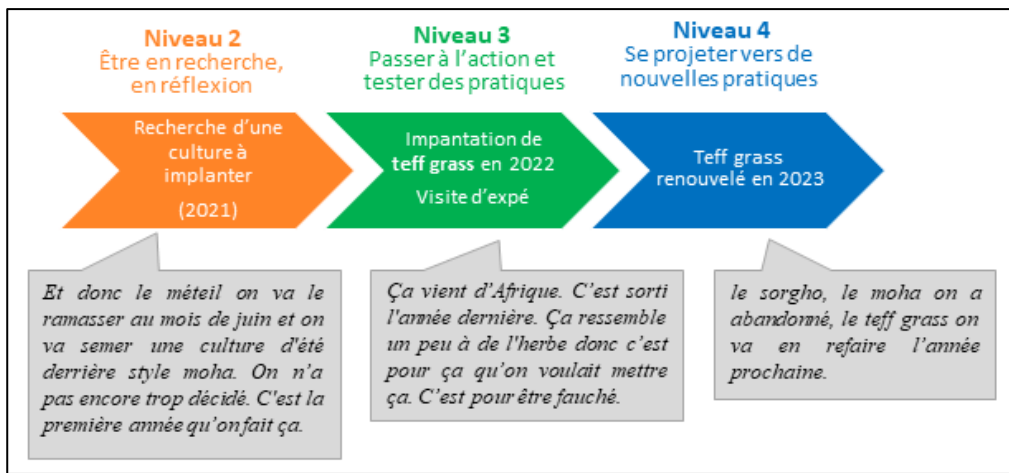 Niveau 2
Être en recherche,
en réflexion
Niveau 3
Passer à l'action et
tester des pratiques
Niveau 4
Se projeter vers de
nouvelles pratiques
Recherche d'une
culture à
implanter
(2021)
Impantation de
teff grass en 2022
Visite d'expé
Teff grass
renouvelé en 2023
Et donc le méteil on va le
ramasser au mois de juin et on
va semer une culture d'été
derrière style moha. On n'a
pas encore trop décidé. C'est la
première année qu'on fait ça.
Ça vient d'Afrique. C'est sorti
l'année dernière. Ça ressemble
un peu à de l'herbe donc c'est
pour ça qu'on voulait mettre
ça. C'est pour être fauché.
le sorgho, le moha on a
abandonné, le teff grass on
va en refaire l'année
prochaine.